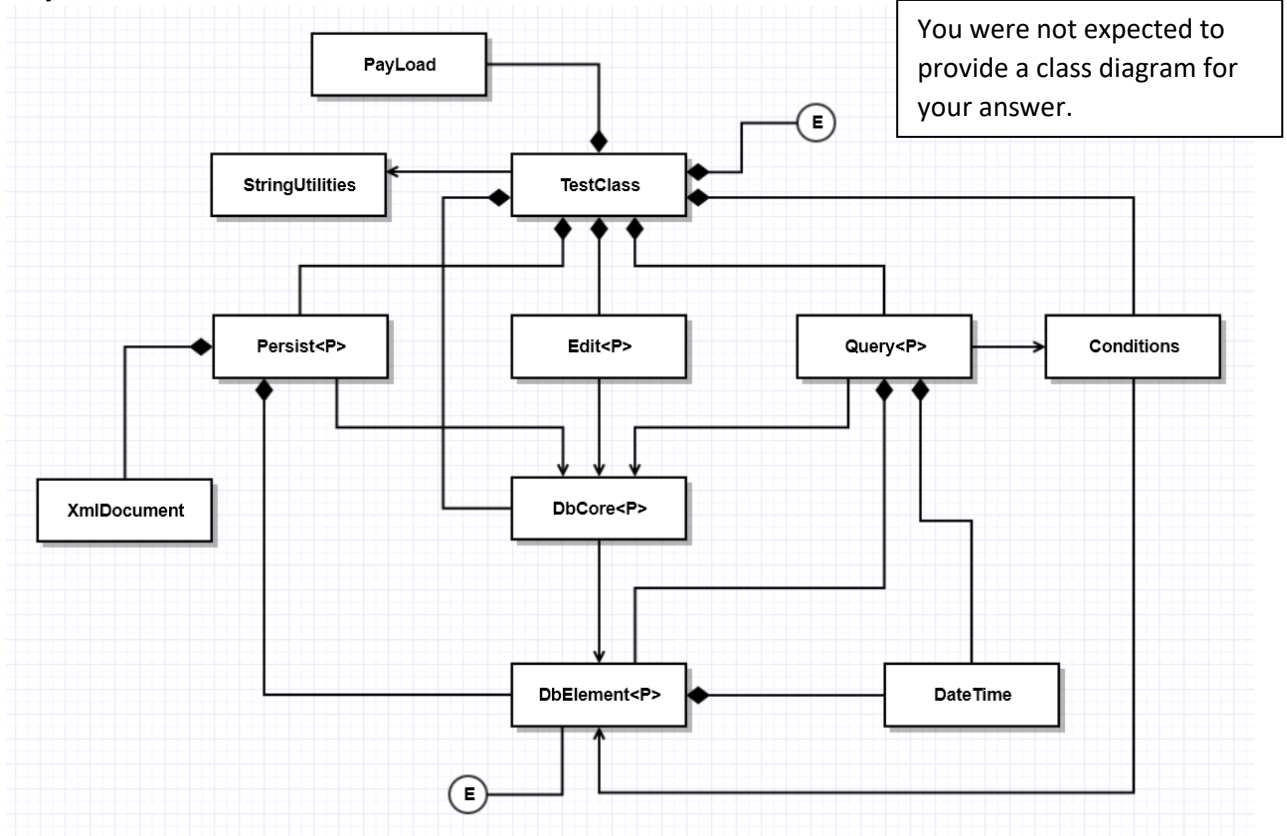 You were not expected to
provide a class diagram for
your answer.
PayLoad
E
StringUtilities
TestClass
Persist<P>
Edit<P>
Query<P>
Conditions
XmlDocument
DbCore<P>
DbElement<P>
DateTime
E